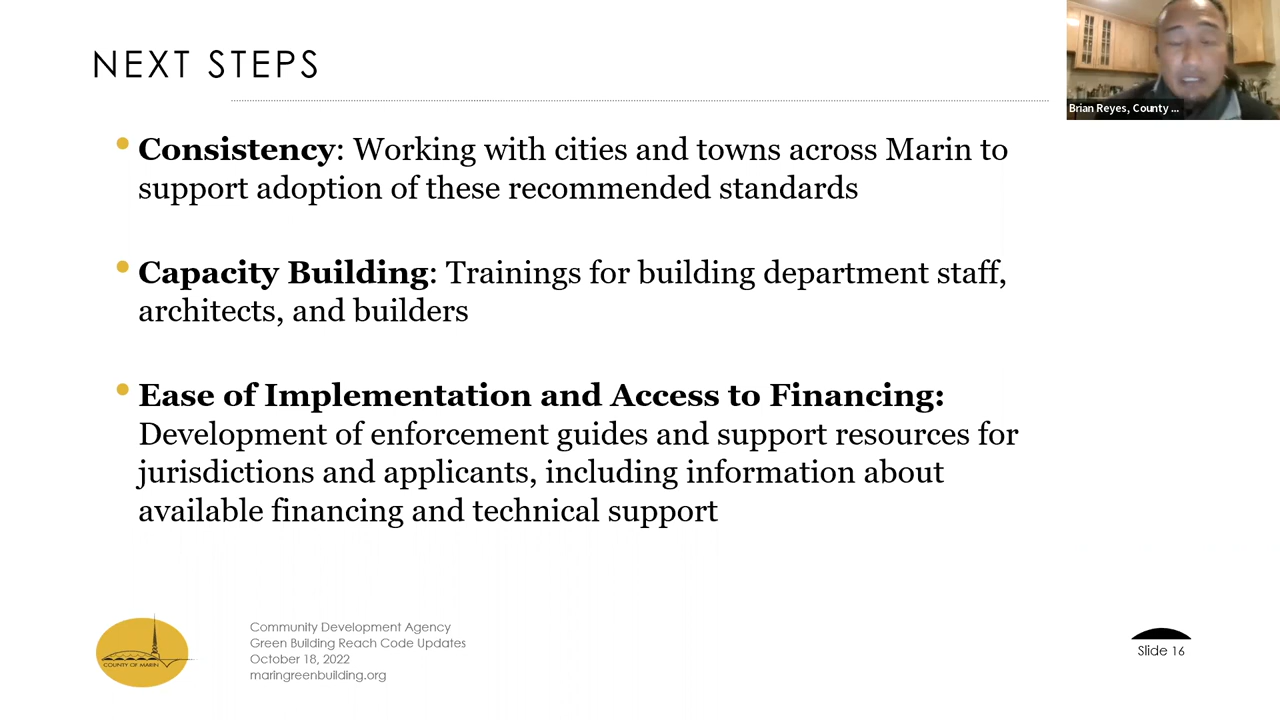 NEXT STEPS
Brian Reyes, County ...
• Consistency: Working with cities and towns across Marin to
support adoption of these recommended standards
• Capacity Building: Trainings for building department staff,
architects, and builders
• Ease of Implementation and Access to Financing:
Development of enforcement guides and support resources for
jurisdictions and applicants, including information about
available financing and technical support
COUNTY OF MARIN
Community Development Agency
Green Building Reach Code Updates
October 18, 2022
maringreenbuilding.org
Slide 16